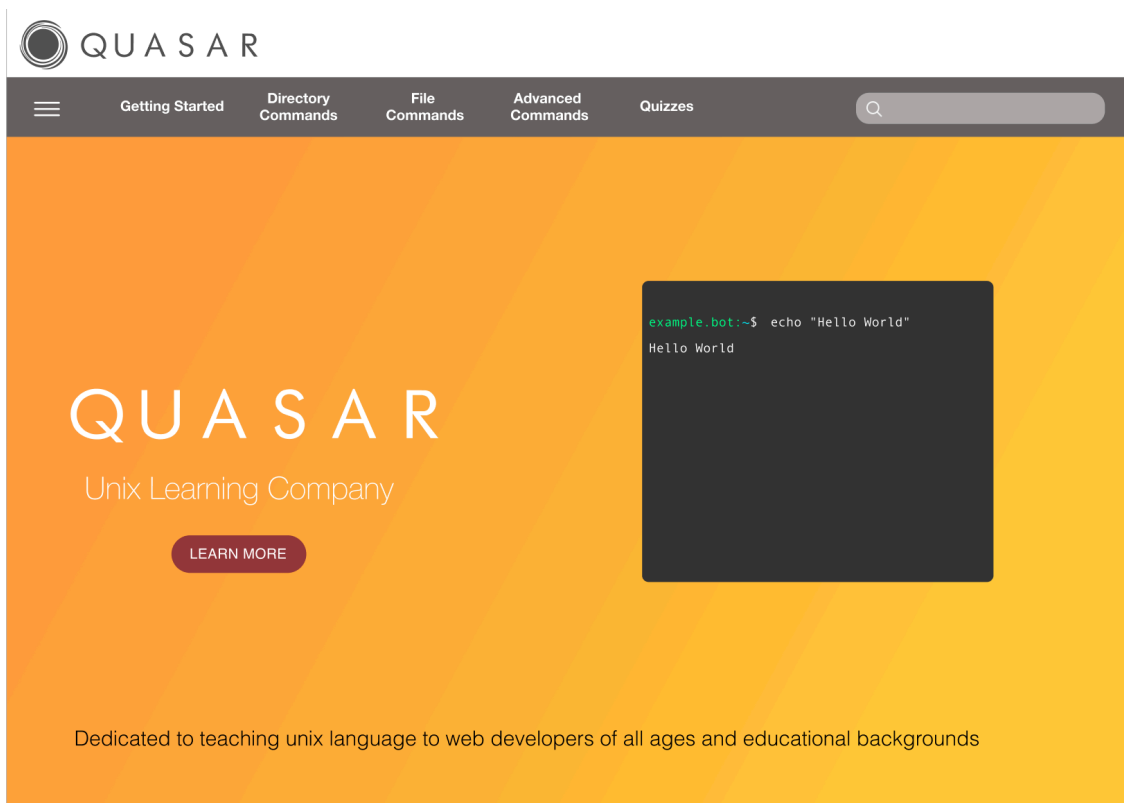 QUASAR
Getting Started
Directory
Commands
File
Commands
Advanced
Commands
Quizzes
example.bot:~$ echo "Hello World"
Hello World
QUASAR
Unix Learning Company
LEARN MORE
Dedicated to teaching unix language to web developers of all ages and educational backgrounds